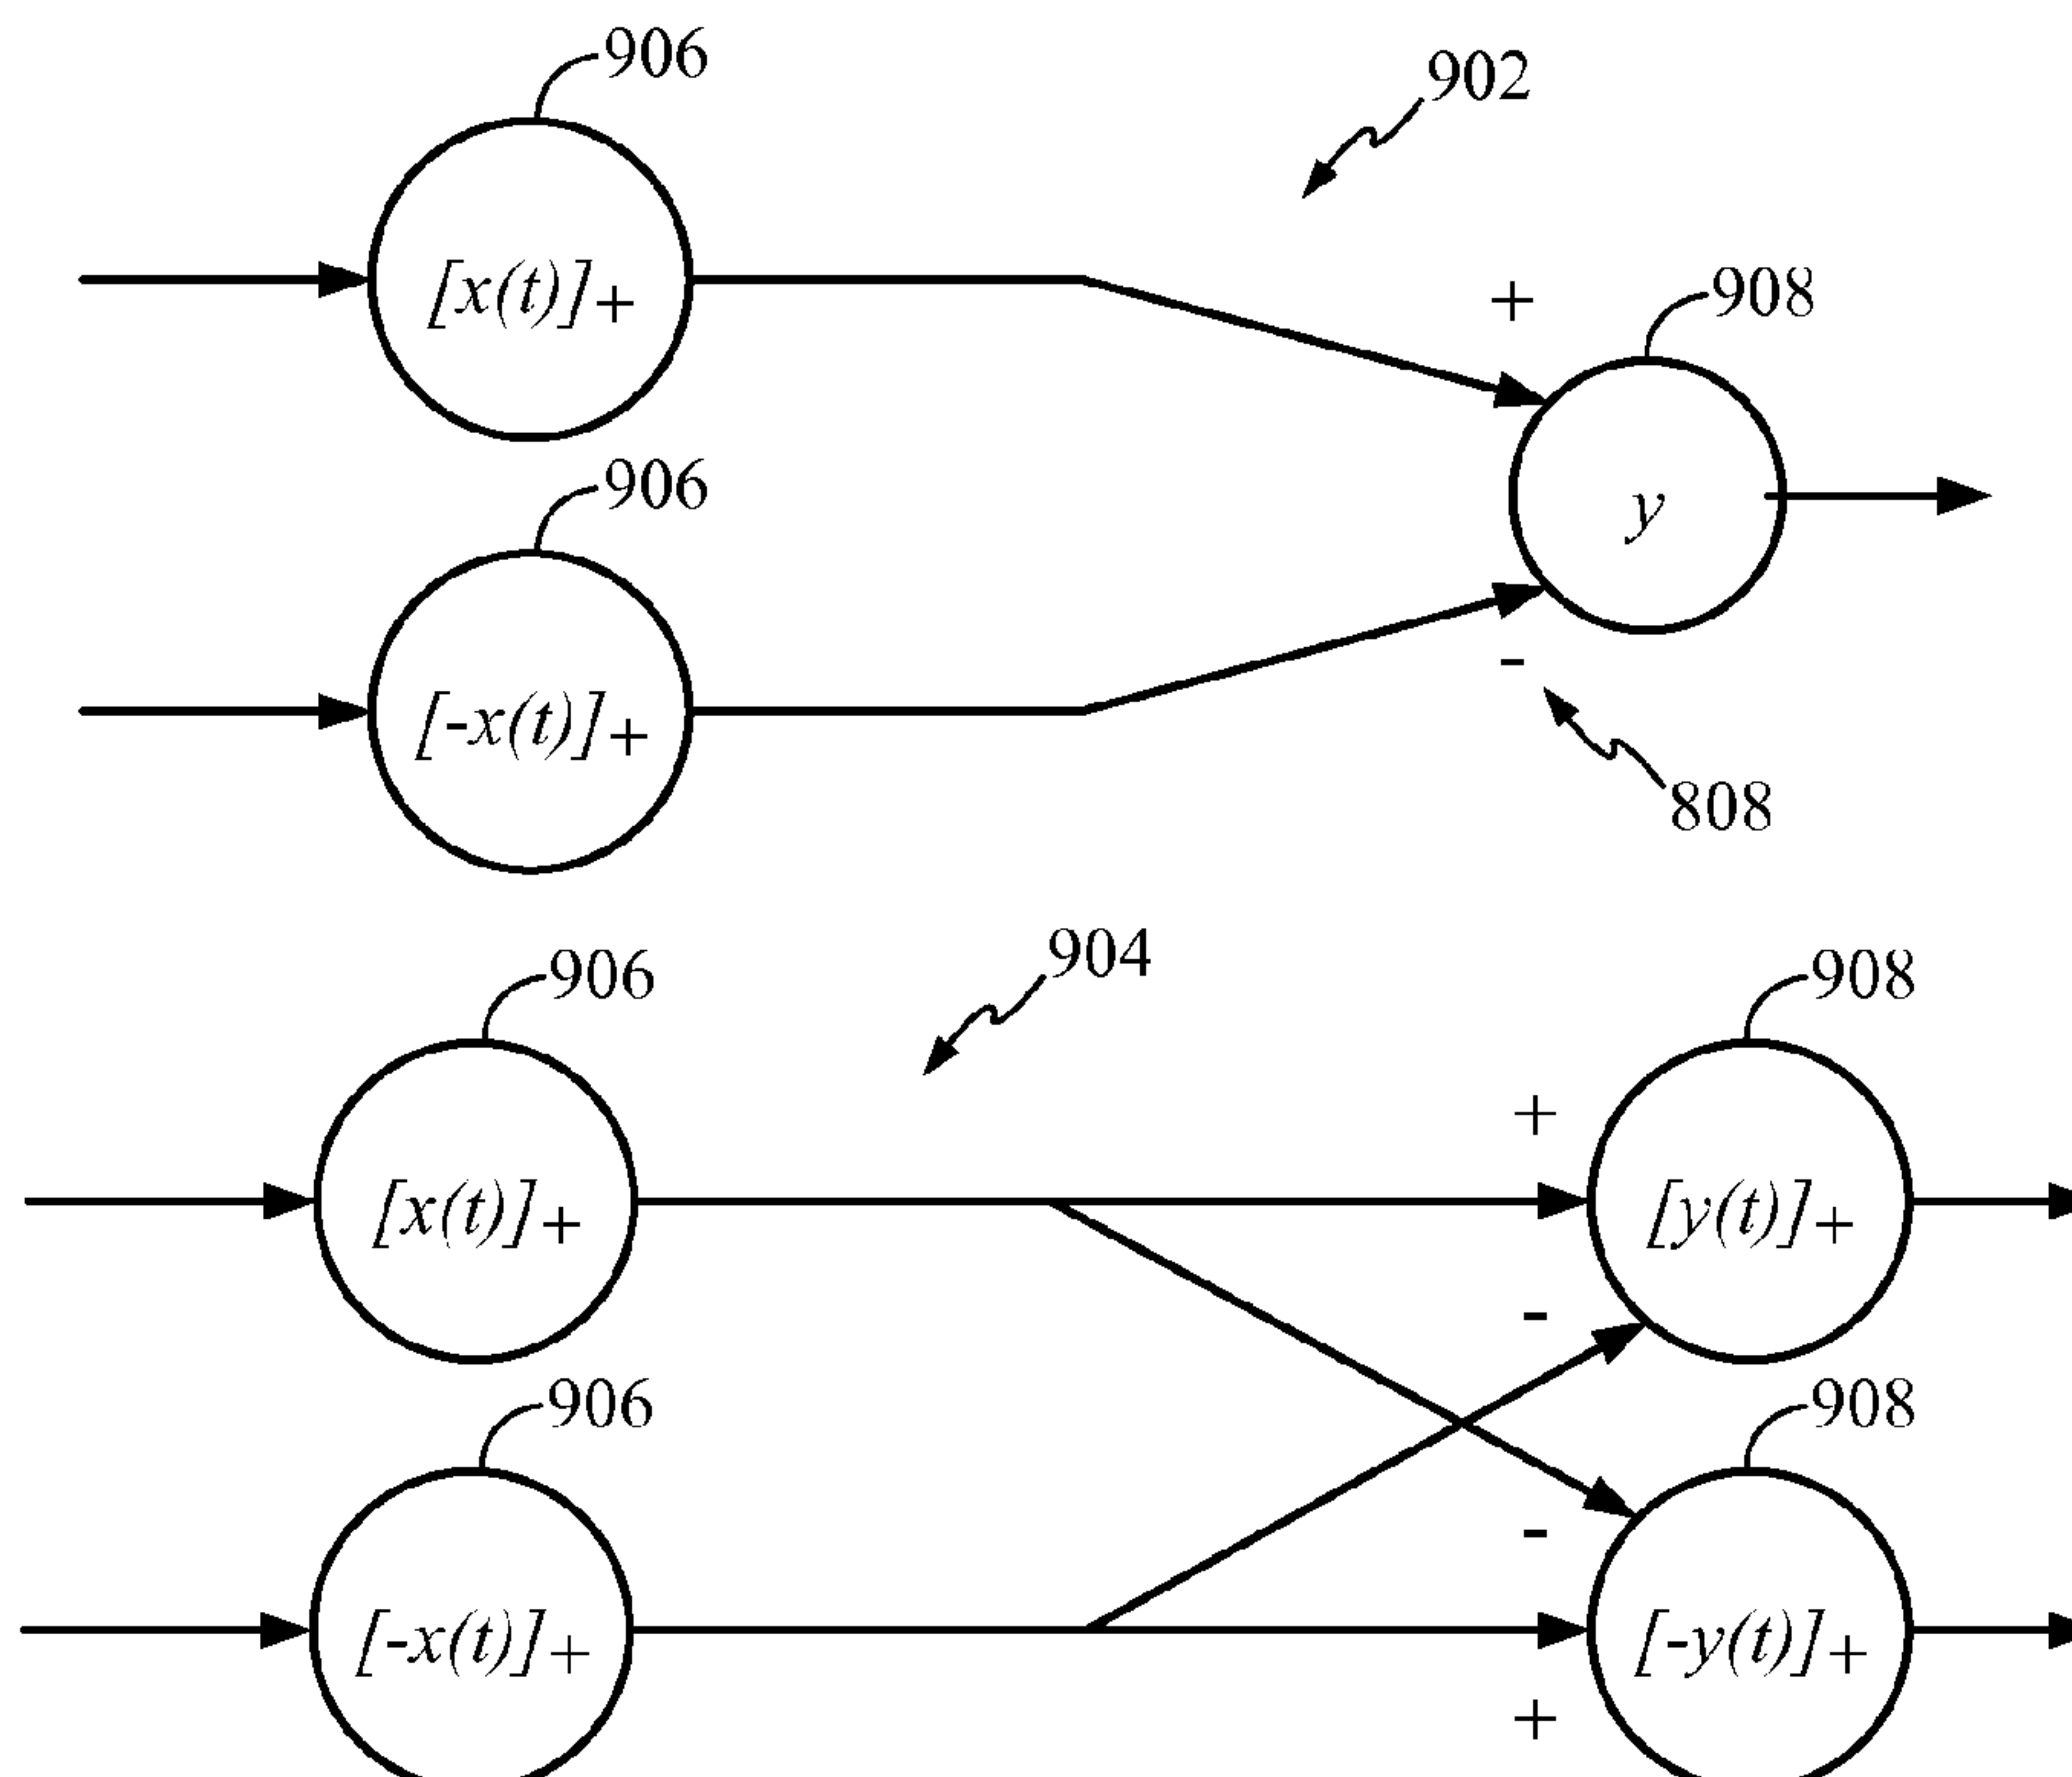 906
902
[x(t)]+
+
908
906
y
-
[-x(t)]+
808
904
906
908
+
[x(t)]+
[y(t)]+
-
906
908
-
[-x(t)]+
[-y(t)]+
+